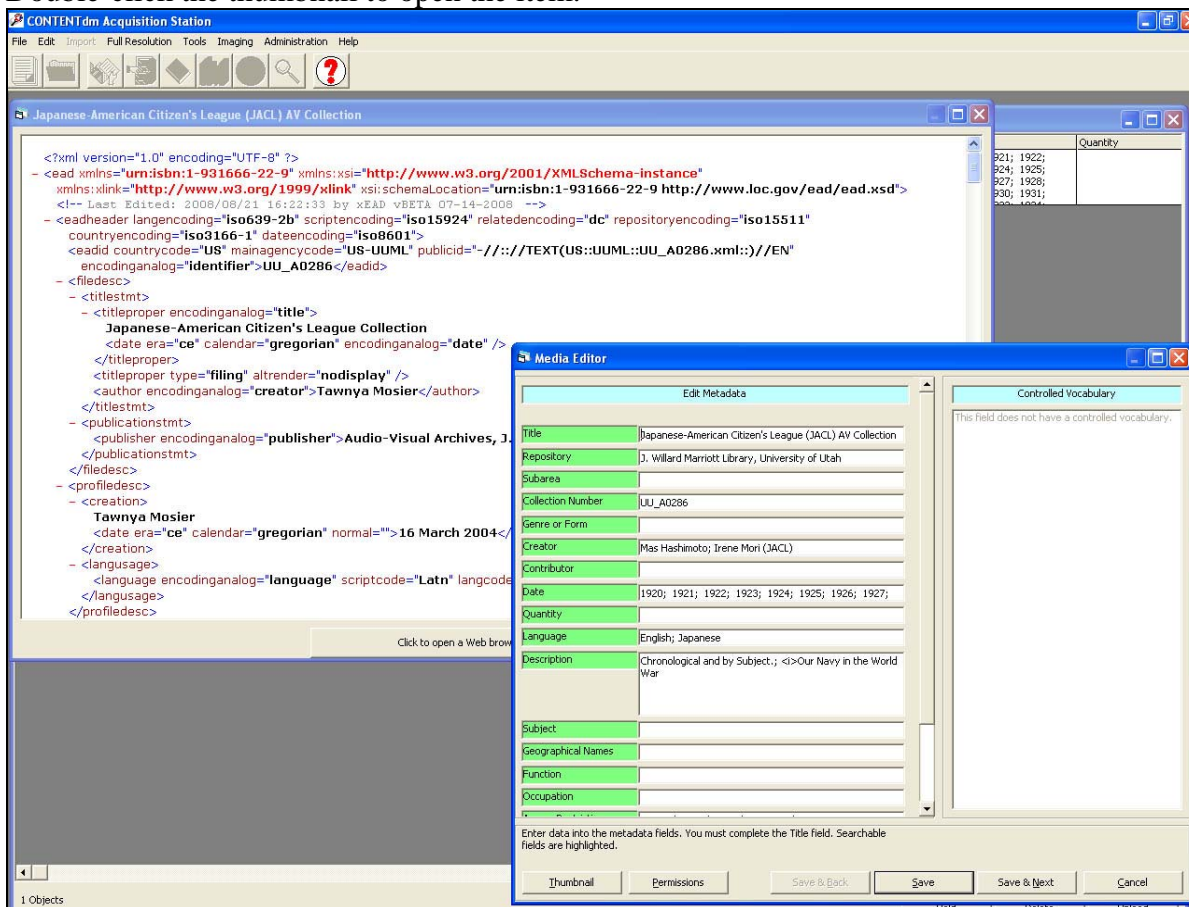 Double-click the thumbnail to open the item.
CONTENTdm Acquisition Station
File Edit Import Full Resolution Tools Imaging Administration Help
Japanese-American Citizen's League (JACL) AV Collection
Quantity
921; 1922;
924; 1925;
927; 1928;
930; 1931;
<?xml version="1.0" encoding="UTF-8" ?>
- <ead xmlns="urn:isbn:1-931666-22-9" xmlns:xsi="http://www.w3.org/2001/XMLSchema-instance"
xmlns:xlink="http://www.w3.org/1999/xlink" xsi:schemaLocation="urn:isbn:1-931666-22-9 http://www.loc.gov/ead/ead.xsd">
<!-- Last Edited: 2008/08/21 16:22:33 by xEAD vBETA 07-14-2008 -->
- <eadheader langencoding="iso639-2b" scriptencoding="iso15924" relatedencoding="dc" repositoryencoding="iso15511"
countryencoding="iso3166-1" dateencoding="iso8601">
<eadid countrycode="US" mainagencycode="US-UUML" publicid="-//:://TEXT(US::UUML::UU_A0286.xml::)//EN"
encodinganalog="identifier">UU_A0286</eadid>
- <filedesc>
- <titlestmt>
- <titleproper encodinganalog="title">
Japanese-American Citizen's League Collection
<date era="ce" calendar="gregorian" encodinganalog="date" />
</titleproper>
<titleproper type="filing" altrender="nodisplay" />
<author encodinganalog="creator">Tawnya Mosier</author>
</titlestmt>
- <publicationstmt>
<publisher encodinganalog="publisher">Audio-Visual Archives, J.
</publicationstmt>
</filedesc>
- <profiledesc>
- <creation>
Tawnya Mosier
<date era="ce" calendar="gregorian" normal="">16 March 2004</
</creation>
- <langusage>
<language encodinganalog="language" scriptcode="Latn" langcode
</langusage>
</profiledesc>
Click to open a Web brow
Media Editor
Edit Metadata
Controlled Vocabulary
This field does not have a controlled vocabulary.
Title Japanese-American Citizen's League (JACL) AV Collection
Repository J. Willard Marriott Library, University of Utah
Subarea
Collection Number UU_A0286
Genre or Form
Creator Mas Hashimoto; Irene Mori (JACL)
Contributor
Date 1920; 1921; 1922; 1923; 1924; 1925; 1926; 1927;
Quantity
Language English; Japanese
Description Chronological and by Subject.; <i>Our Navy in the World
War
Subject
Geographical Names
Function
Occupation
Enter data into the metadata fields. You must complete the Title field. Searchable
fields are highlighted.
Thumbnail Permissions Save & Back Save Save & Next Cancel
1 Objects